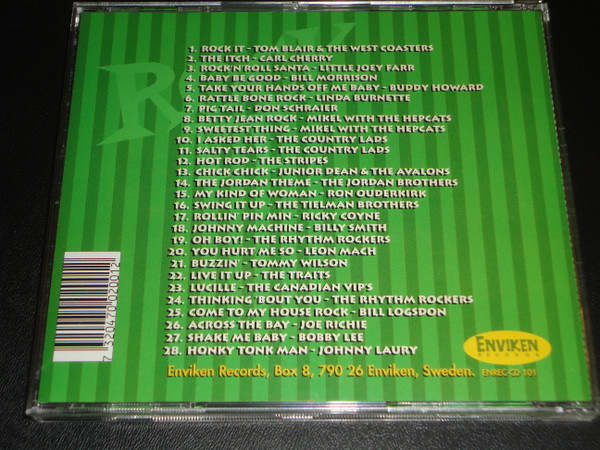 1. ROCK IT - TOM BLAIR & THE WEST COASTERS
2. THE ITCH - CARL CHERRY
3. ROCK'N'ROLL SANTA - LITTLE JOEY FARR
4. BABY BE GOOD - BILL MORRISON
5. TAKE YOUR HANDS OFF ME BABY - BUDDY HOWARD
6. RATTLE BONE ROCK - LINDA BURNETTE
7. PIG TAIL - DON SCHRAIER
8. BETTY JEAN ROCK - MIKEL WITH THE HEPCATS
9. SWEETEST THING - MIKEL WITH THE HEPCATS
10. I ASKED HER - THE COUNTRY LADS
11. SALTY TEARS - THE COUNTRY LADS
12. HOT ROD - THE STRIPES
13. CHICK CHICK - JUNIOR DEAN & THE AVALONS
14. THE JORDAN THEME - THE JORDAN BROTHERS
15. MY KIND OF WOMAN - RON OUDERKIRK
16. SWING IT UP - THE TIELMAN BROTHERS
17. ROLLIN' PIN MIN - RICKY COYNE
18. JOHNNY MACHINE - BILLY SMITH
19. OH BOY! - THE RHYTHM ROCKERS
20. YOU HURT ME SO - LEON MACH
21. BUZZIN' - TOMMY WILSON
22. LIVE IT UP - THE TRAITS
23. LUCILLE - THE CANADIAN VIP'S
24. THINKING 'BOUT YOU - THE RHYTHM ROCKERS
25. COME TO MY HOUSE ROCK - BILL LOGSDON
26. ACROSS THE BAY - JOE RICHIE
27. SHAKE ME BABY - BOBBY LEE
28. HONKY TONK MAN - JOHNNY LAURY
Enviken Records, Box 8, 790 26 Enviken, Sweden.
ENVIKEN
RECORDS
ENREC-CD 101
7 320470 020012